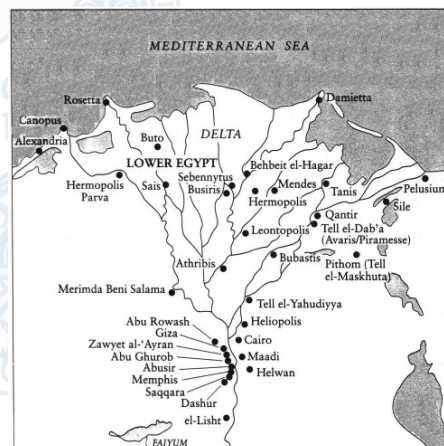 MEDITERRANEAN SEA
Rosetta
Damietta
Canopus
Alexandria
Buto
DELTA
LOWER EGYPT
Behbeit el-Hagar
Sebennytus
Busiris
Mendes
Hermopolis
Tanis
Pelusium
Hermopolis
Parva
Sais
Sile
Qantir
Tell el-Dab'a
(Avaris/Piramesse)
Leontopolis
Athribis
Bubastis
Pithom (Tell
el-Maskhuta)
Merimda Beni Salama
Tell el-Yahudiyya
Abu Rowash
Giza
Zawyet al-'Ayran
Abu Ghurob
Abusir
Memphis
Saqqara
Dashur
el-Lisht
Heliopolis
Cairo
Maadi
Helwan
FAIYUM